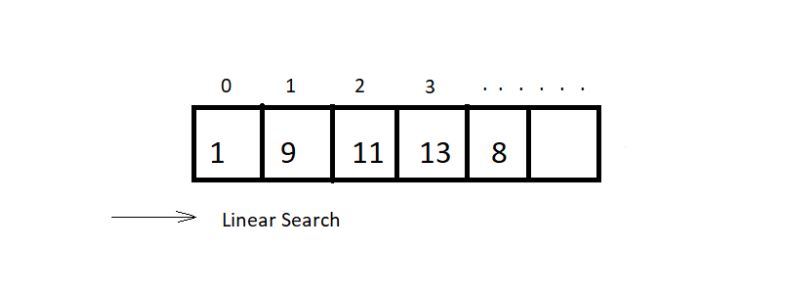 0 1 2 3 . . . . . .
1 9 11 13 8
Linear Search